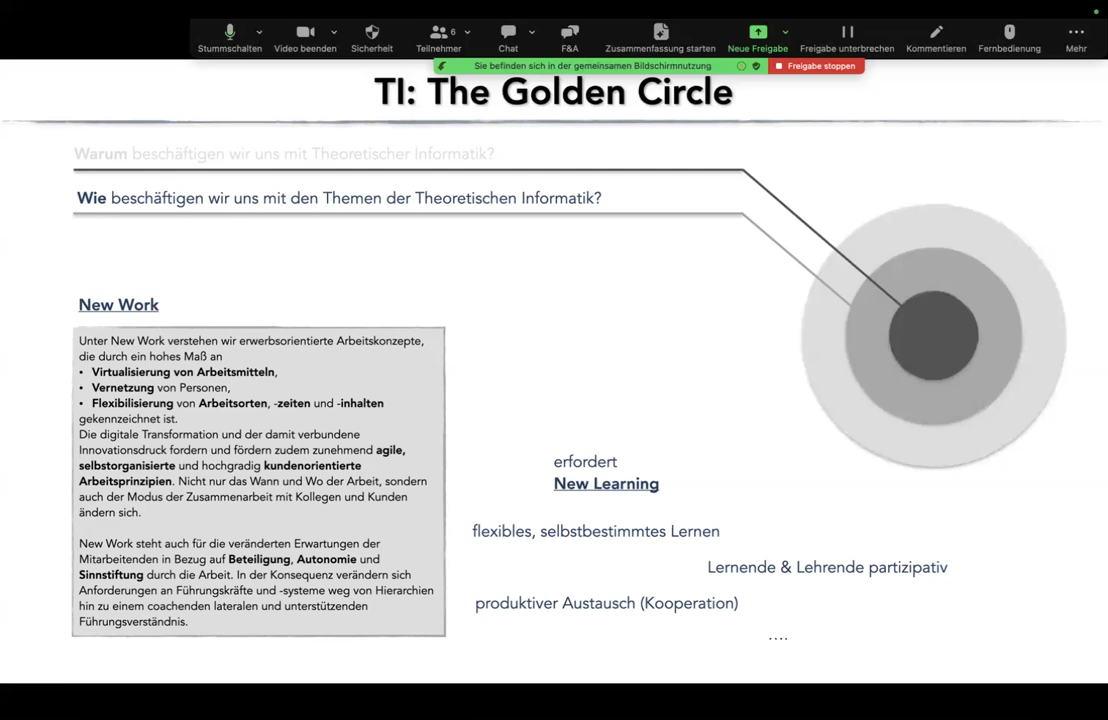 Stummschalten
Video beenden
Sicherheit
6
Teilnehmer
Chat
F&A
Zusammenfassung starten
Neue Freigabe
Freigabe unterbrechen
Kommentieren
Fernbedienung
Mehr
Sie befinden sich in der gemeinsamen Bildschirmnutzung
Freigabe stoppen
TI: The Golden Circle
Warum beschäftigen wir uns mit Theoretischer Informatik?
Wie beschäftigen wir uns mit den Themen der Theoretischen Informatik?
New Work
Unter New Work verstehen wir erwerbsorientierte Arbeitskonzepte,
die durch ein hohes Maß an
• Virtualisierung von Arbeitsmitteln,
• Vernetzung von Personen,
• Flexibilisierung von Arbeitsorten, -zeiten und -inhalten
gekennzeichnet ist.
Die digitale Transformation und der damit verbundene
Innovationsdruck fordern und fördern zudem zunehmend agile,
selbstorganisierte und hochgradig kundenorientierte
Arbeitsprinzipien. Nicht nur das Wann und Wo der Arbeit, sondern
auch der Modus der Zusammenarbeit mit Kollegen und Kunden
ändern sich.
New Work steht auch für die veränderten Erwartungen der
Mitarbeitenden in Bezug auf Beteiligung, Autonomie und
Sinnstiftung durch die Arbeit. In der Konsequenz verändern sich
Anforderungen an Führungskräfte und -systeme weg von Hierarchien
hin zu einem coachenden lateralen und unterstützenden
Führungsverständnis.
erfordert
New Learning
flexibles, selbstbestimmtes Lernen
Lernende & Lehrende partizipativ
produktiver Austausch (Kooperation)
....